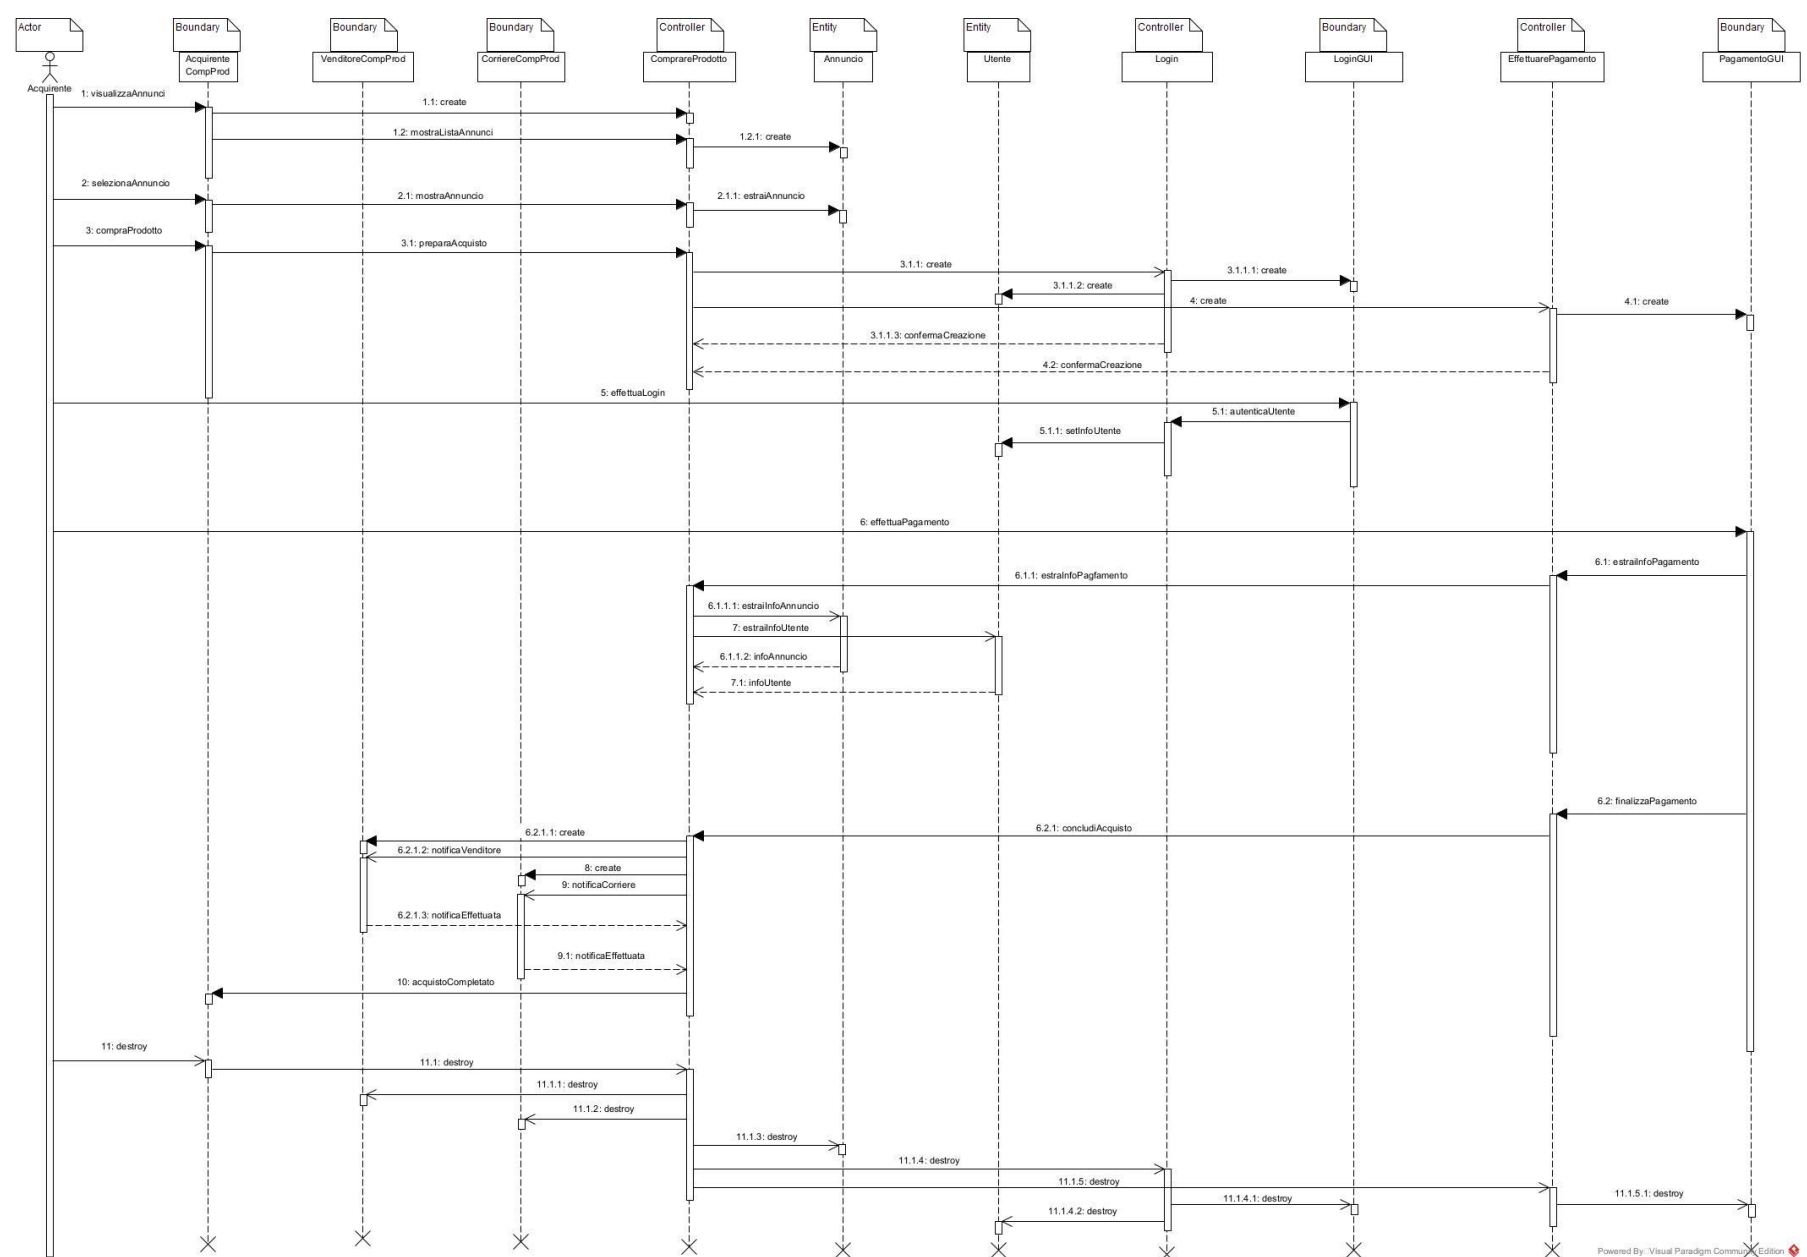 Actor
Boundary
Boundary
Boundary
Controller
Entity
Entity
Controller
Boundary
Controller
Boundary
Acquirente
CompProd
VenditoreCompProd
CorriereCompProd
ComprareProdotto
Annuncio
Utente
Login
LoginGUI
EffettuarePagamento
PagamentoGUI
Acquirente
1: visualizzaAnnunci
1.1: create
1.2: mostraListaAnnunci
1.2.1: create
2: selezionaAnnuncio
2.1: mostraAnnuncio
2.1.1: estraiAnnuncio
3: compraProdotto
3.1: preparaAcquisto
3.1.1: create
3.1.1.1: create
3.1.1.2: create
4: create
4.1: create
3.1.1.3: confermaCreazione
4.2: confermaCreazione
5: effettuaLogin
5.1: autenticaUtente
5.1.1: setInfoUtente
6: effettuaPagamento
6.1: estraiInfoPagamento
6.1.1: estraInfoPagfamento
6.1.1.1: estraiInfoAnnuncio
7: estraiInfoUtente
6.1.1.2: infoAnnuncio
7.1: infoUtente
6.2: finalizzaPagamento
6.2.1: concludiAcquisto
6.2.1.1: create
6.2.1.2: notificaVenditore
8: create
9: notificaCorriere
6.2.1.3: notificaEffettuata
9.1: notificaEffettuata
10: acquistoCompletato
11: destroy
11.1: destroy
11.1.1: destroy
11.1.2: destroy
11.1.3: destroy
11.1.4: destroy
11.1.5: destroy
11.1.4.1: destroy
11.1.5.1: destroy
11.1.4.2: destroy
Powered By: Visual Paradigm Community Edition